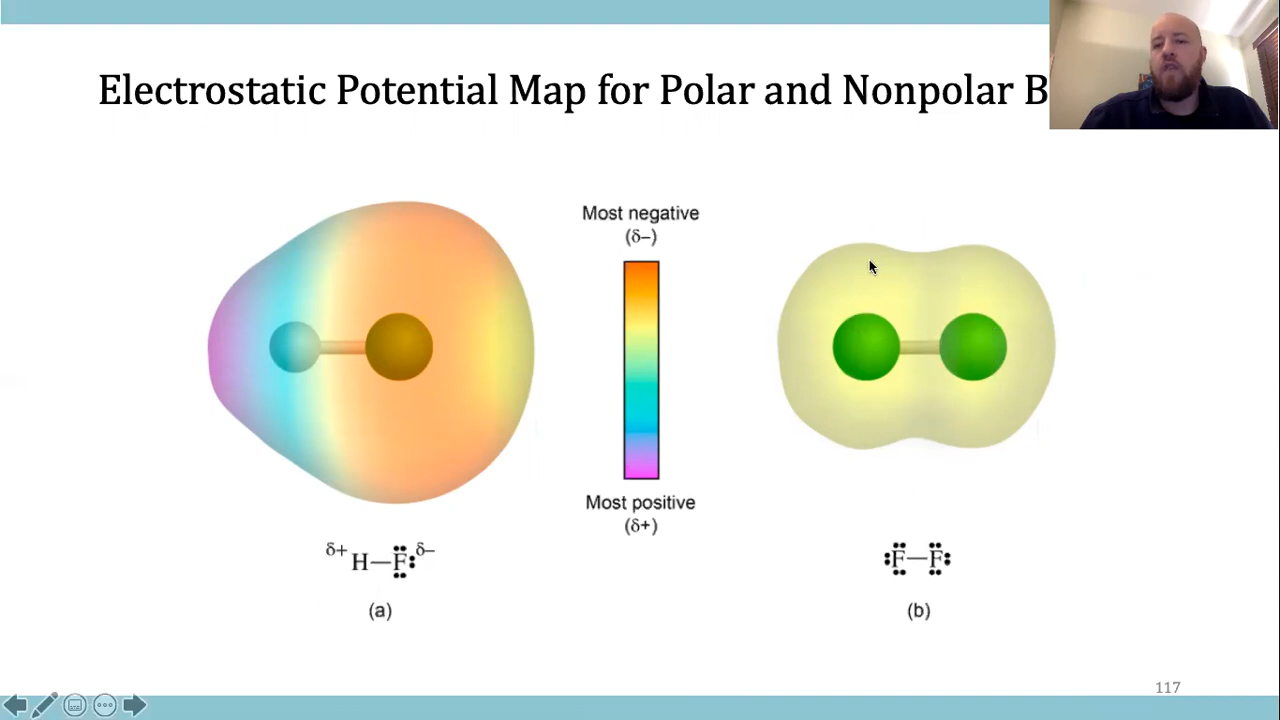 Electrostatic Potential Map for Polar and Nonpolar B
Most negative
(δ–)
Most positive
(δ+)
δ+ H—F δ–
F—F
(a)
(b)
117